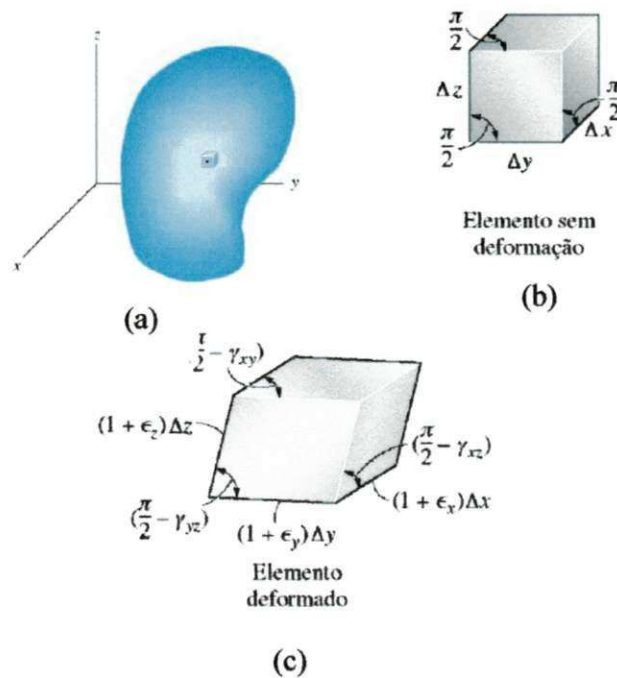 z
y
x
(a)
π/2
Δz
π/2
π/2
Δx
Δy
Elemento sem
deformação
(b)
π/2 − γxy)
(1 + ϵz)Δz
(π/2 − γxz)
(1 + ϵx)Δx
(π/2 − γyz)
(1 + ϵy)Δy
Elemento
deformado
(c)